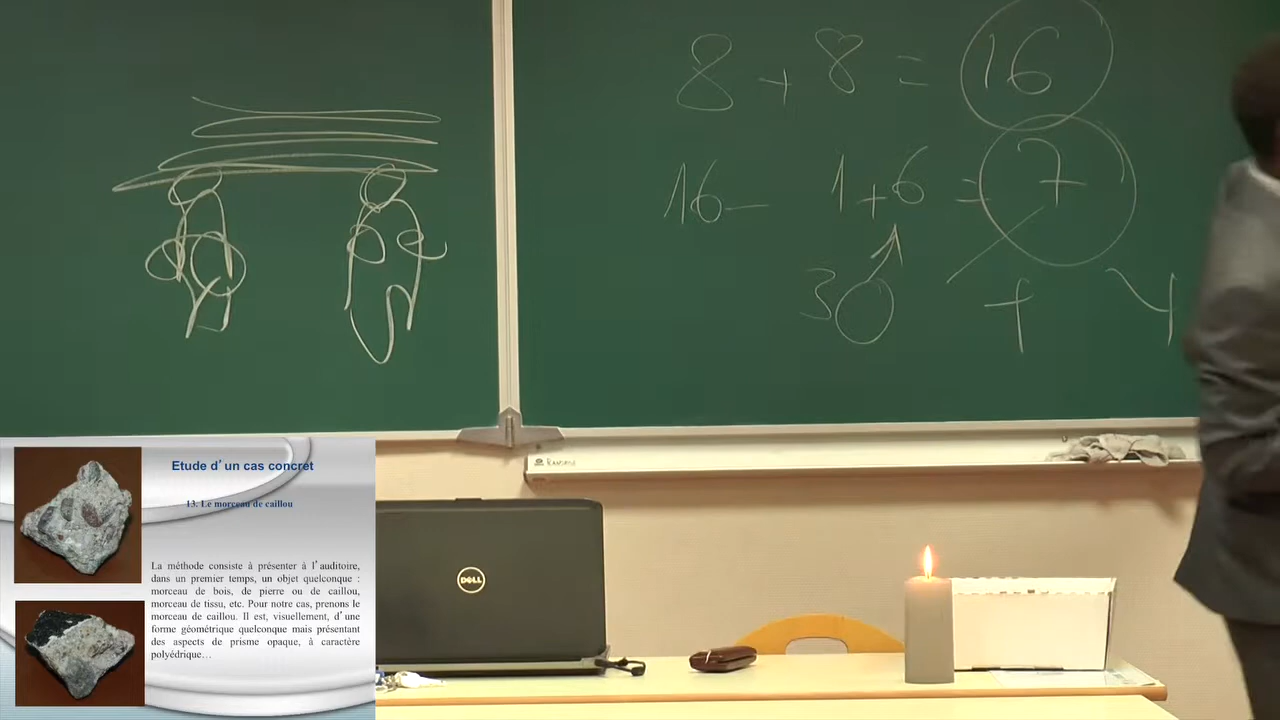 8 + 8 = 16
16 — 1+6 = 7
30
Etude d'un cas concret
13. Le morceau de caillou
La méthode consiste à présenter à l'auditoire,
dans un premier temps, un objet quelconque :
morceau de bois, de pierre ou de caillou,
morceau de tissu, etc. Pour notre cas, prenons le
morceau de caillou. Il est, visuellement, d'une
forme géométrique quelconque mais présentant
des aspects de prisme opaque, à caractère
polyédrique…
DELL